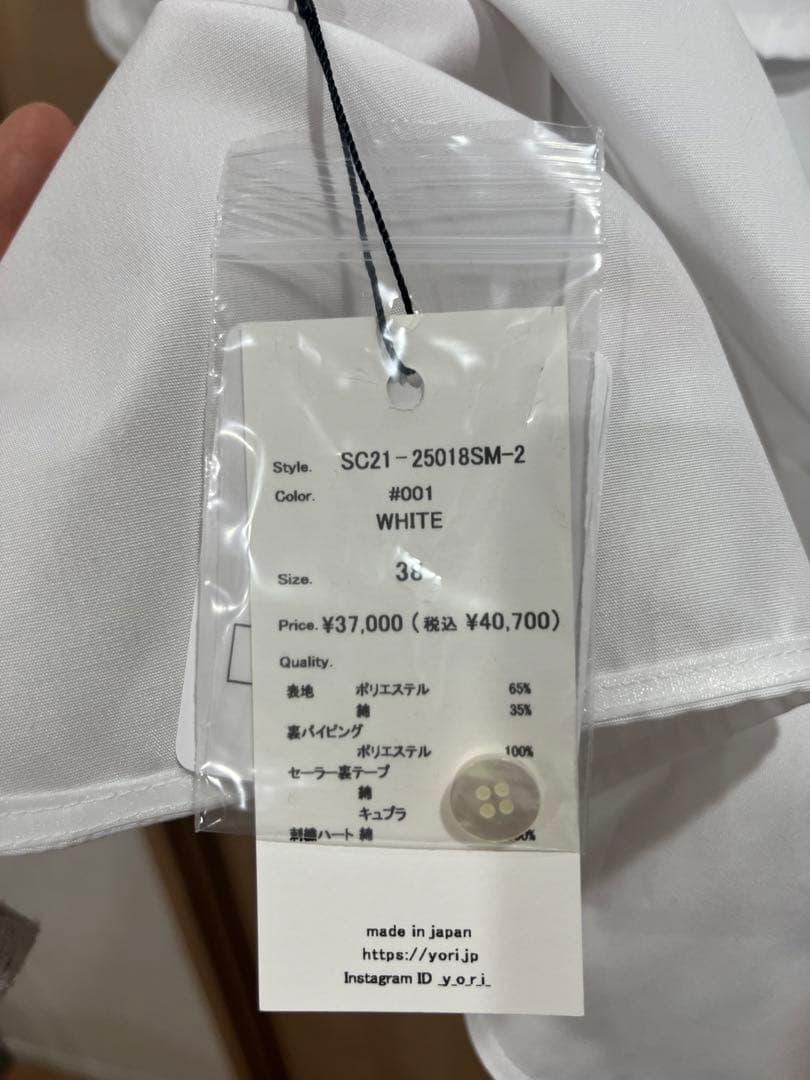 Style. SC21-25018SM-2
Color. #001
WHITE
Size. 38
Price. ¥37,000 (税込 ¥40,700)
Quality.
表地 ポリエステル 65%
綿 35%
裏パイピング
ポリエステル 100%
セーラー裏テープ
綿
キュプラ
刺繍ハート 綿
made in japan
https://yori.jp
Instagram ID _y_o_r_i_